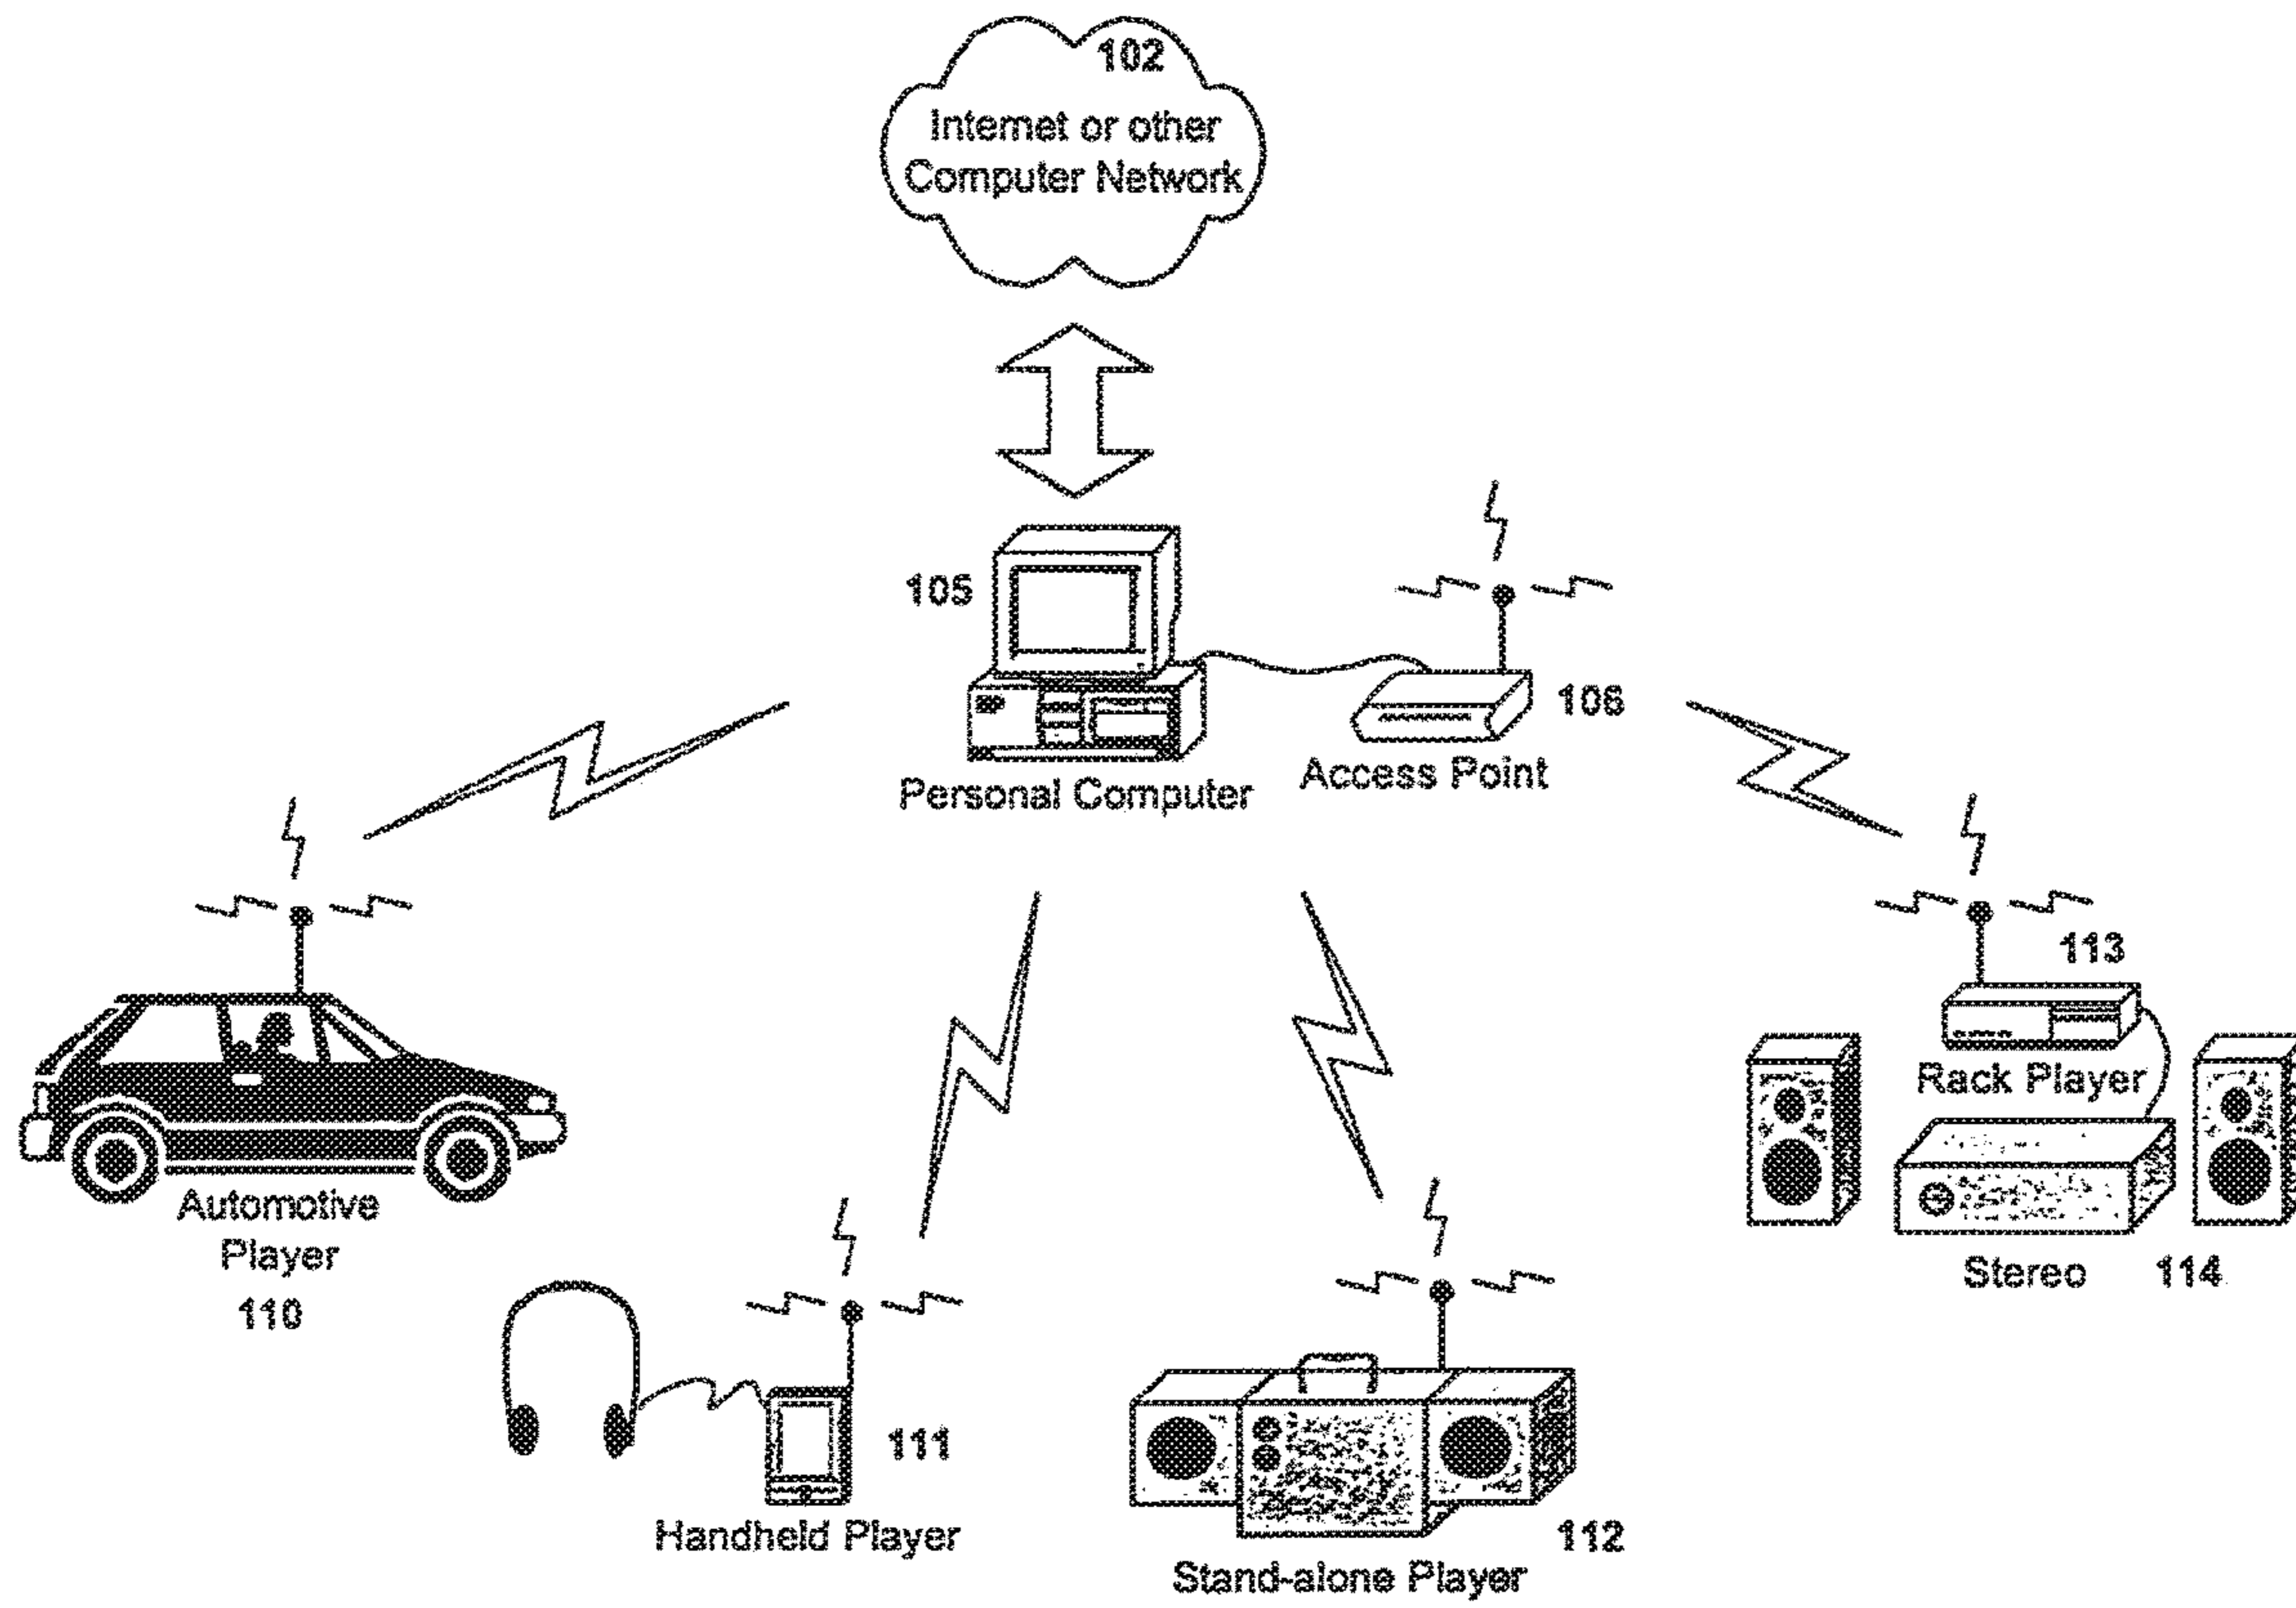 102
Internet or other
Computer Network
105
106
Personal Computer
Access Point
113
Rack Player
Automotive
Player
110
Stereo 114
111
Handheld Player
112
Stand-alone Player